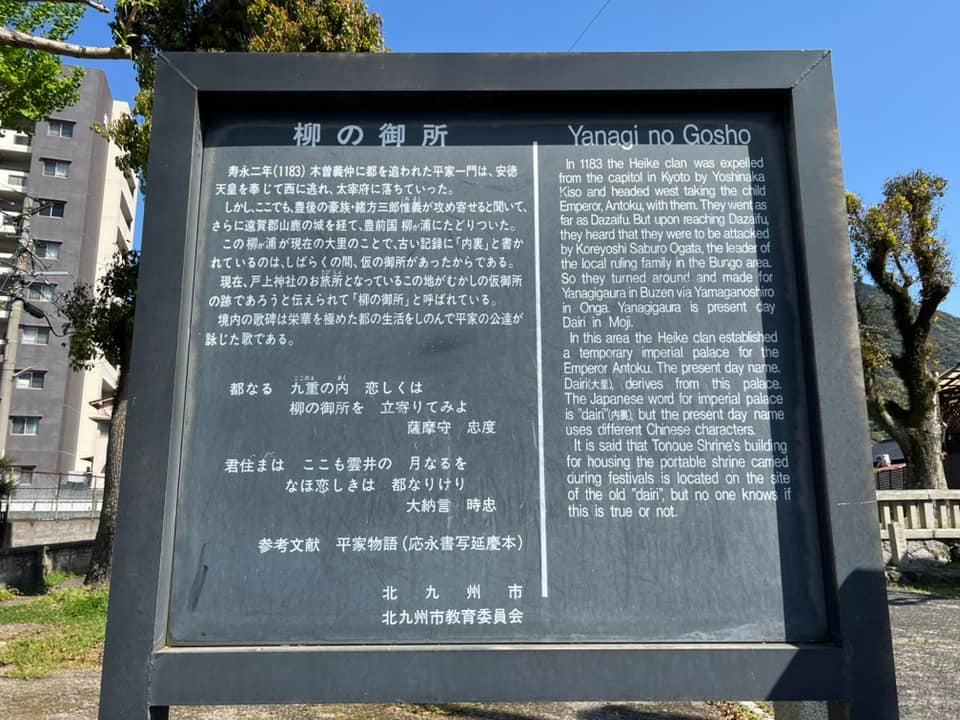 柳の御所
寿永二年(1183) 木曽義仲に都を追われた平家一門は、安徳
天皇を奉じて西に逃れ、太宰府に落ちていった。
しかし、ここでも、豊後の豪族・緒方三郎惟義が攻め寄せると聞いて、
さらに遠賀郡山鹿の城を経て、豊前国 柳が浦にたどりついた。
この柳が浦が現在の大里のことで、古い記録に「内裏」と書か
れているのは、しばらくの間、仮の御所があったからである。
現在、戸上神社のお旅所となっているこの地がむかしの仮御所
の跡であろうと伝えられて「柳の御所」と呼ばれている。
境内の歌碑は栄華を極めた都の生活をしのんで平家の公達が
詠じた歌である。
都なる 九重の内 恋しくは
柳の御所を 立寄りてみよ
薩摩守 忠度
君住まは ここも雲井の 月なるを
なほ恋しきは 都なりけり
大納言 時忠
参考文献 平家物語(応永書写延慶本)
北九州市
北九州市教育委員会
Yanagi no Gosho
In 1183 the Heike clan was expelled
from the capitol in Kyoto by Yoshinaka
Kiso and headed west taking the child
Emperor, Antoku, with them. They went as
far as Dazaifu. But upon reaching Dazaifu,
they heard that they were to be attacked
by Koreyoshi Saburo Ogata, the leader of
the local ruling family in the Bungo area.
So they turned around and made for
Yanagigaura in Buzen via Yamaganoshiro
in Onga. Yanagigaura is present day
Dairi in Moji.
In this area the Heike clan established
a temporary imperial palace for the
Emperor Antoku. The present day name,
Dairi(大里), derives from this palace.
The Japanese word for imperial palace
is "dairi"(内裏), but the present day name
uses different Chinese characters.
It is said that Tonoue Shrine's building
for housing the portable shrine carried
during festivals is located on the site
of the old "dairi", but no one knows if
this is true or not.